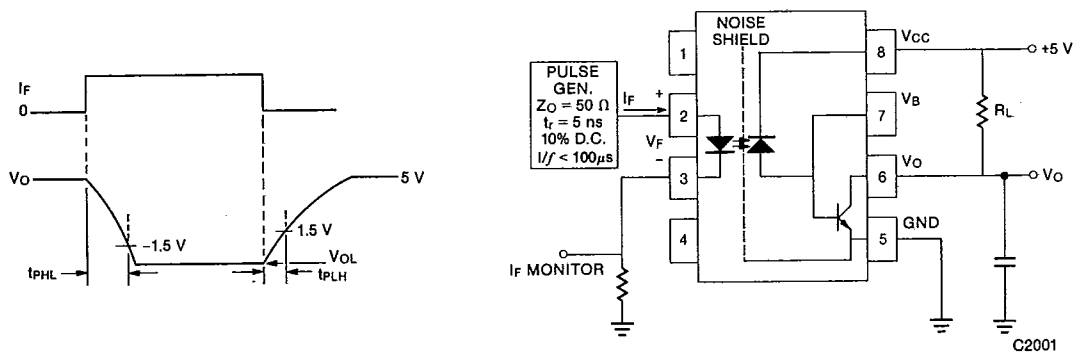 IF
0
VO
5 V
-1.5 V
1.5 V
VOL
tPHL
tPLH
PULSE
GEN.
ZO = 50 Ω
tr = 5 ns
10% D.C.
I/f < 100µs
IF
+
VF
–
IF MONITOR
NOISE
SHIELD
1
2
3
4
8
7
6
5
VCC
VB
VO
GND
+5 V
RL
VO
C2001